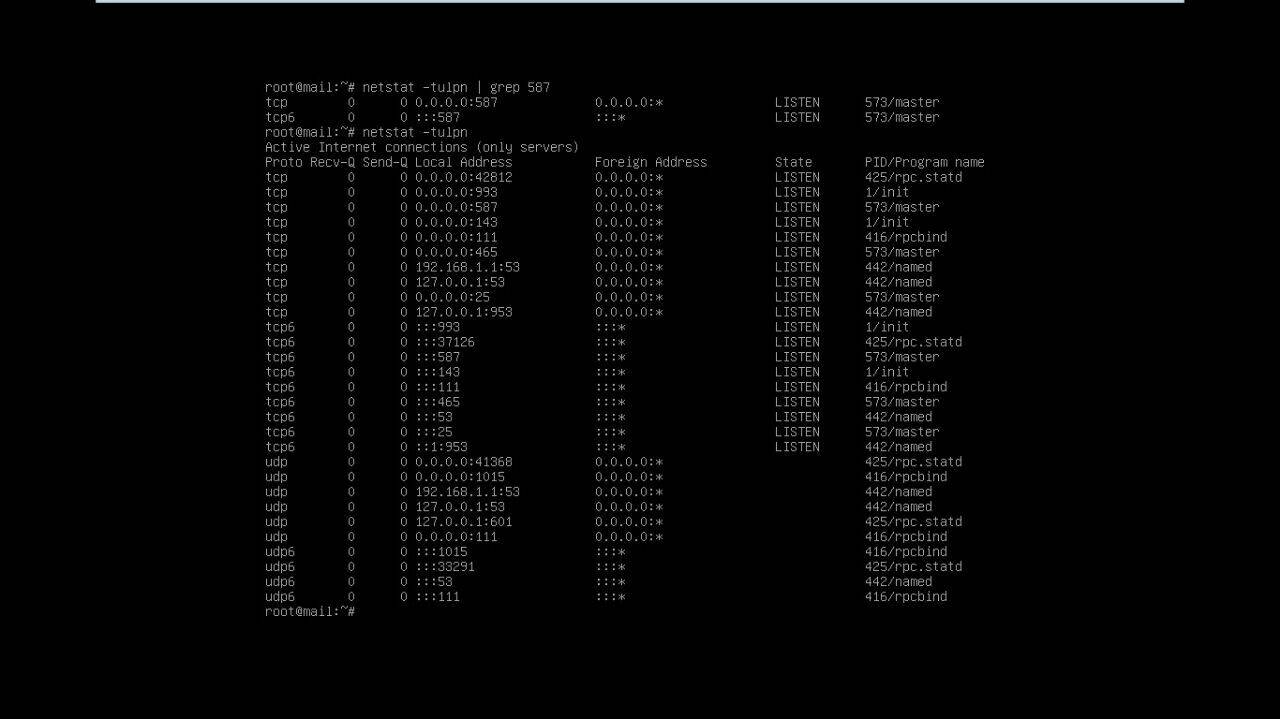 root@mail:~# netstat -tulpn | grep 587
tcp 0 0 0.0.0.0:587 0.0.0.0:* LISTEN 573/master
tcp6 0 0 :::587 :::* LISTEN 573/master
root@mail:~# netstat -tulpn
Active Internet connections (only servers)
Proto Recv-Q Send-Q Local Address Foreign Address State PID/Program name
tcp 0 0 0.0.0.0:42812 0.0.0.0:* LISTEN 425/rpc.statd
tcp 0 0 0.0.0.0:993 0.0.0.0:* LISTEN 1/init
tcp 0 0 0.0.0.0:587 0.0.0.0:* LISTEN 573/master
tcp 0 0 0.0.0.0:143 0.0.0.0:* LISTEN 1/init
tcp 0 0 0.0.0.0:111 0.0.0.0:* LISTEN 416/rpcbind
tcp 0 0 0.0.0.0:465 0.0.0.0:* LISTEN 573/master
tcp 0 0 192.168.1.1:53 0.0.0.0:* LISTEN 442/named
tcp 0 0 127.0.0.1:53 0.0.0.0:* LISTEN 442/named
tcp 0 0 0.0.0.0:25 0.0.0.0:* LISTEN 573/master
tcp 0 0 127.0.0.1:953 0.0.0.0:* LISTEN 442/named
tcp6 0 0 :::993 :::* LISTEN 1/init
tcp6 0 0 :::37126 :::* LISTEN 425/rpc.statd
tcp6 0 0 :::587 :::* LISTEN 573/master
tcp6 0 0 :::143 :::* LISTEN 1/init
tcp6 0 0 :::111 :::* LISTEN 416/rpcbind
tcp6 0 0 :::465 :::* LISTEN 573/master
tcp6 0 0 :::53 :::* LISTEN 442/named
tcp6 0 0 :::25 :::* LISTEN 573/master
tcp6 0 0 ::1:953 :::* LISTEN 442/named
udp 0 0 0.0.0.0:41368 0.0.0.0:* 425/rpc.statd
udp 0 0 0.0.0.0:1015 0.0.0.0:* 416/rpcbind
udp 0 0 192.168.1.1:53 0.0.0.0:* 442/named
udp 0 0 127.0.0.1:53 0.0.0.0:* 442/named
udp 0 0 127.0.0.1:601 0.0.0.0:* 425/rpc.statd
udp 0 0 0.0.0.0:111 0.0.0.0:* 416/rpcbind
udp6 0 0 :::1015 :::* 416/rpcbind
udp6 0 0 :::33291 :::* 425/rpc.statd
udp6 0 0 :::53 :::* 442/named
udp6 0 0 :::111 :::* 416/rpcbind
root@mail:~#